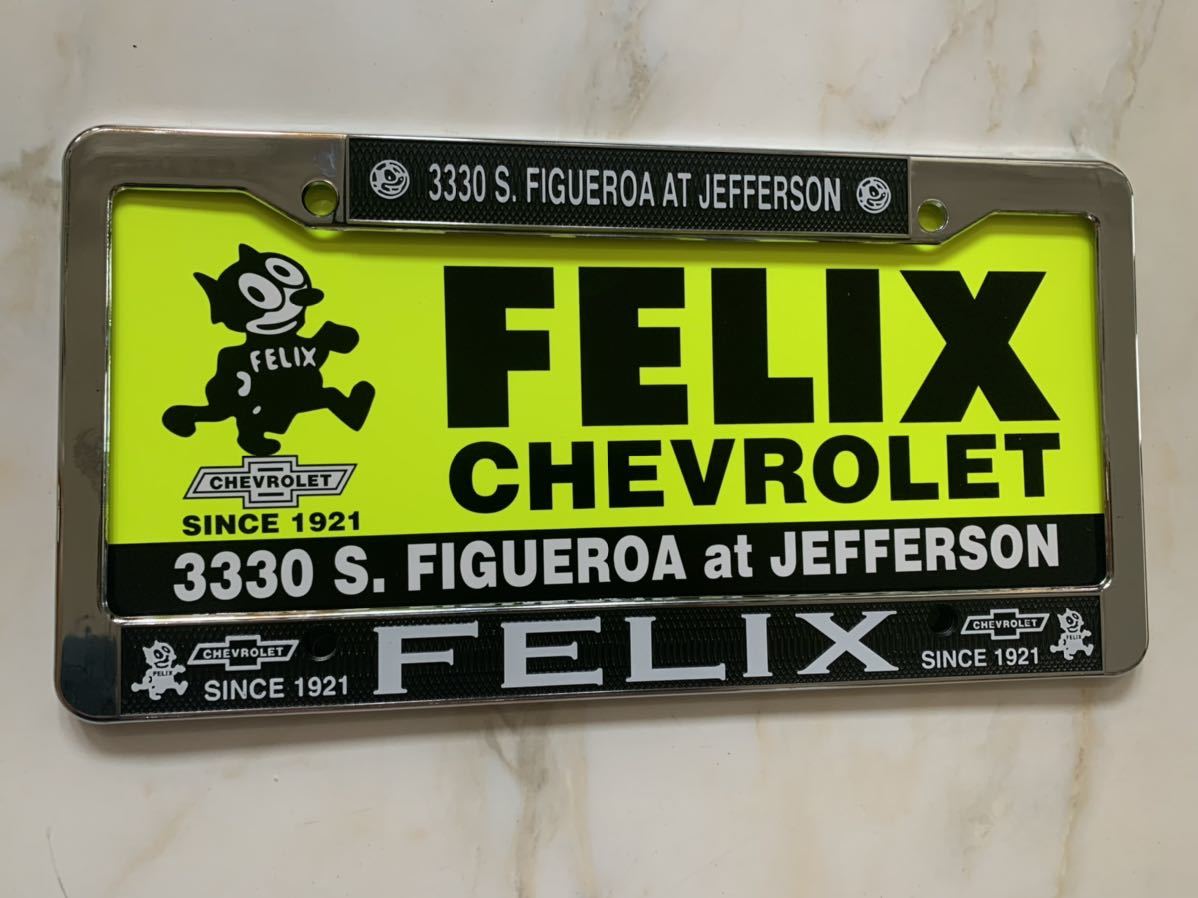 3330 S. FIGUEROA AT JEFFERSON
FELIX
FELIX
CHEVROLET
CHEVROLET
SINCE 1921
3330 S. FIGUEROA at JEFFERSON
FELIX
CHEVROLET
SINCE 1921
FELIX
CHEVROLET
SINCE 1921
FELIX